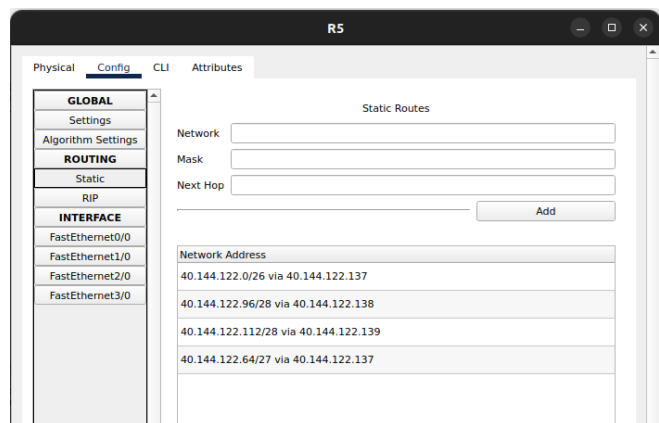 R5
Physical Config CLI Attributes
GLOBAL
Settings
Algorithm Settings
ROUTING
Static
RIP
INTERFACE
FastEthernet0/0
FastEthernet1/0
FastEthernet2/0
FastEthernet3/0
Static Routes
Network
Mask
Next Hop
Add
Network Address
40.144.122.0/26 via 40.144.122.137
40.144.122.96/28 via 40.144.122.138
40.144.122.112/28 via 40.144.122.139
40.144.122.64/27 via 40.144.122.137